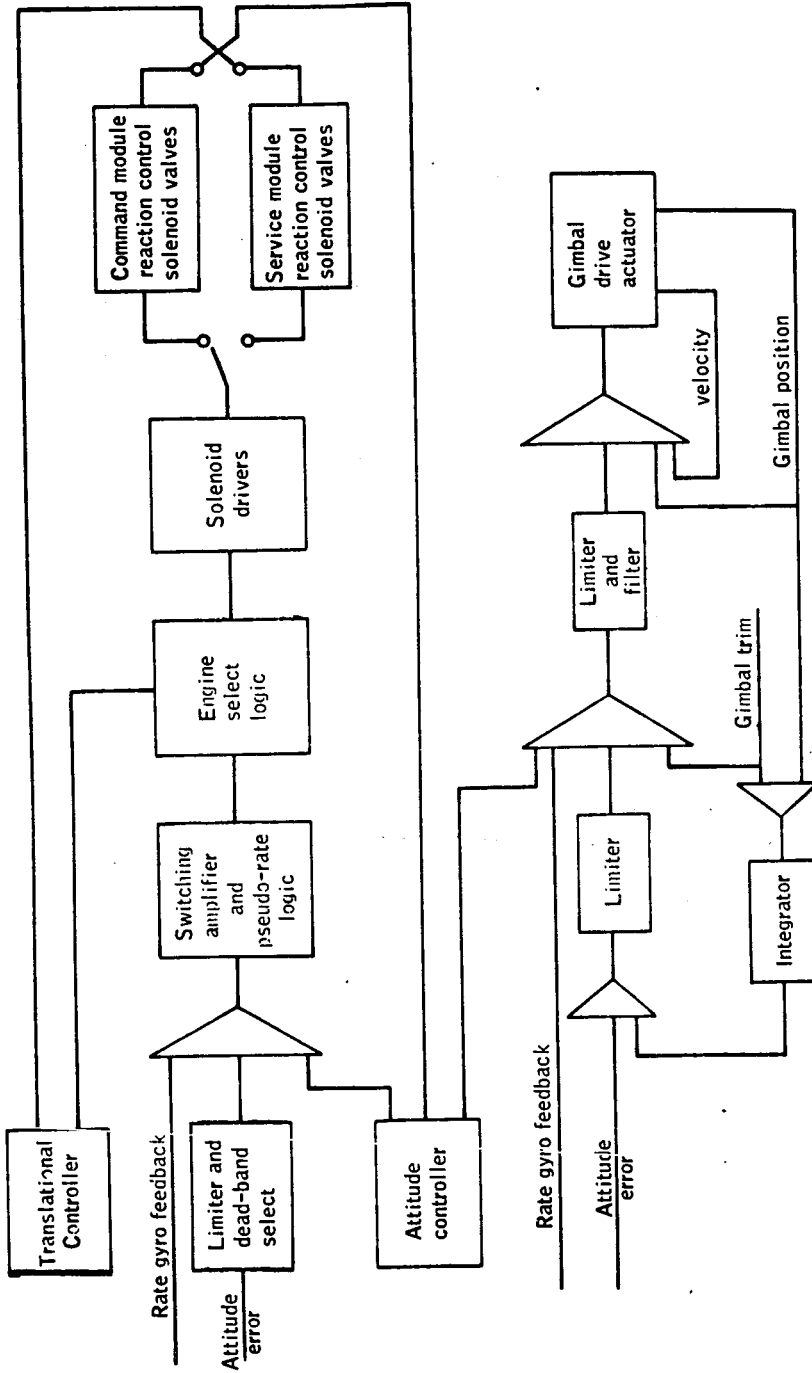 Translational
Controller
Rate gyro feedback
Limiter and
dead-band
select
Attitude
error
Switching
amplifier
and
pseudo-rate
logic
Engine
select
logic
Solenoid
drivers
Command module
reaction control
solenoid valves
Service module
reaction control
solenoid valves
Attitude
controller
Rate gyro feedback
Attitude
error
Limiter
Integrator
Gimbal trim
Limiter
and
filter
Gimbal
drive
actuator
velocity
Gimbal position